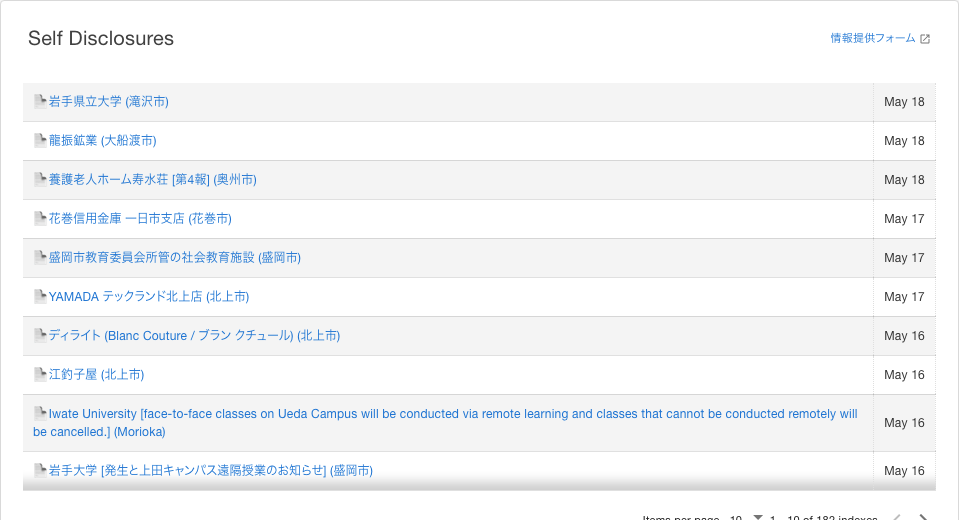 Self Disclosures
情報提供フォーム
岩手県立大学 (滝沢市) May 18
龍振鉱業 (大船渡市) May 18
養護老人ホーム寿水荘 [第4報] (奥州市) May 18
花巻信用金庫 一日市支店 (花巻市) May 17
盛岡市教育委員会所管の社会教育施設 (盛岡市) May 17
YAMADA テックランド北上店 (北上市) May 17
ディライト (Blanc Couture / ブラン クチュール) (北上市) May 16
江釣子屋 (北上市) May 16
Iwate University [face-to-face classes on Ueda Campus will be conducted via remote learning and classes that cannot be conducted remotely will
be cancelled.] (Morioka) May 16
岩手大学 [発生と上田キャンパス遠隔授業のお知らせ] (盛岡市) May 16
Items per page 10 1 - 10 of 182 indexes